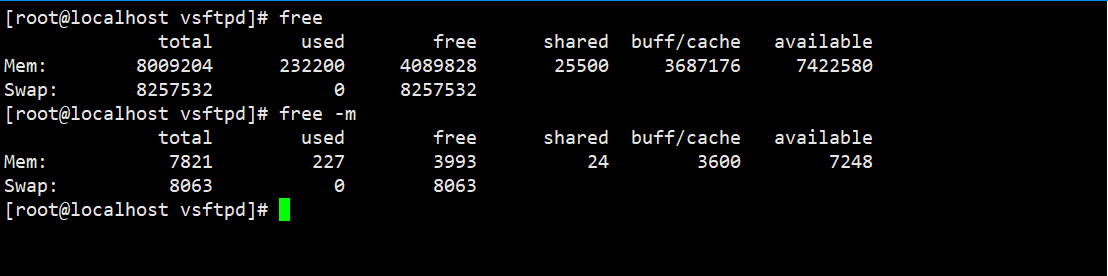 [root@localhost vsftpd]# free
              total        used        free      shared  buff/cache   available
Mem:        8009204      232200     4089828       25500     3687176     7422580
Swap:       8257532           0     8257532
[root@localhost vsftpd]# free -m
              total        used        free      shared  buff/cache   available
Mem:           7821         227        3993          24        3600        7248
Swap:          8063           0        8063
[root@localhost vsftpd]#